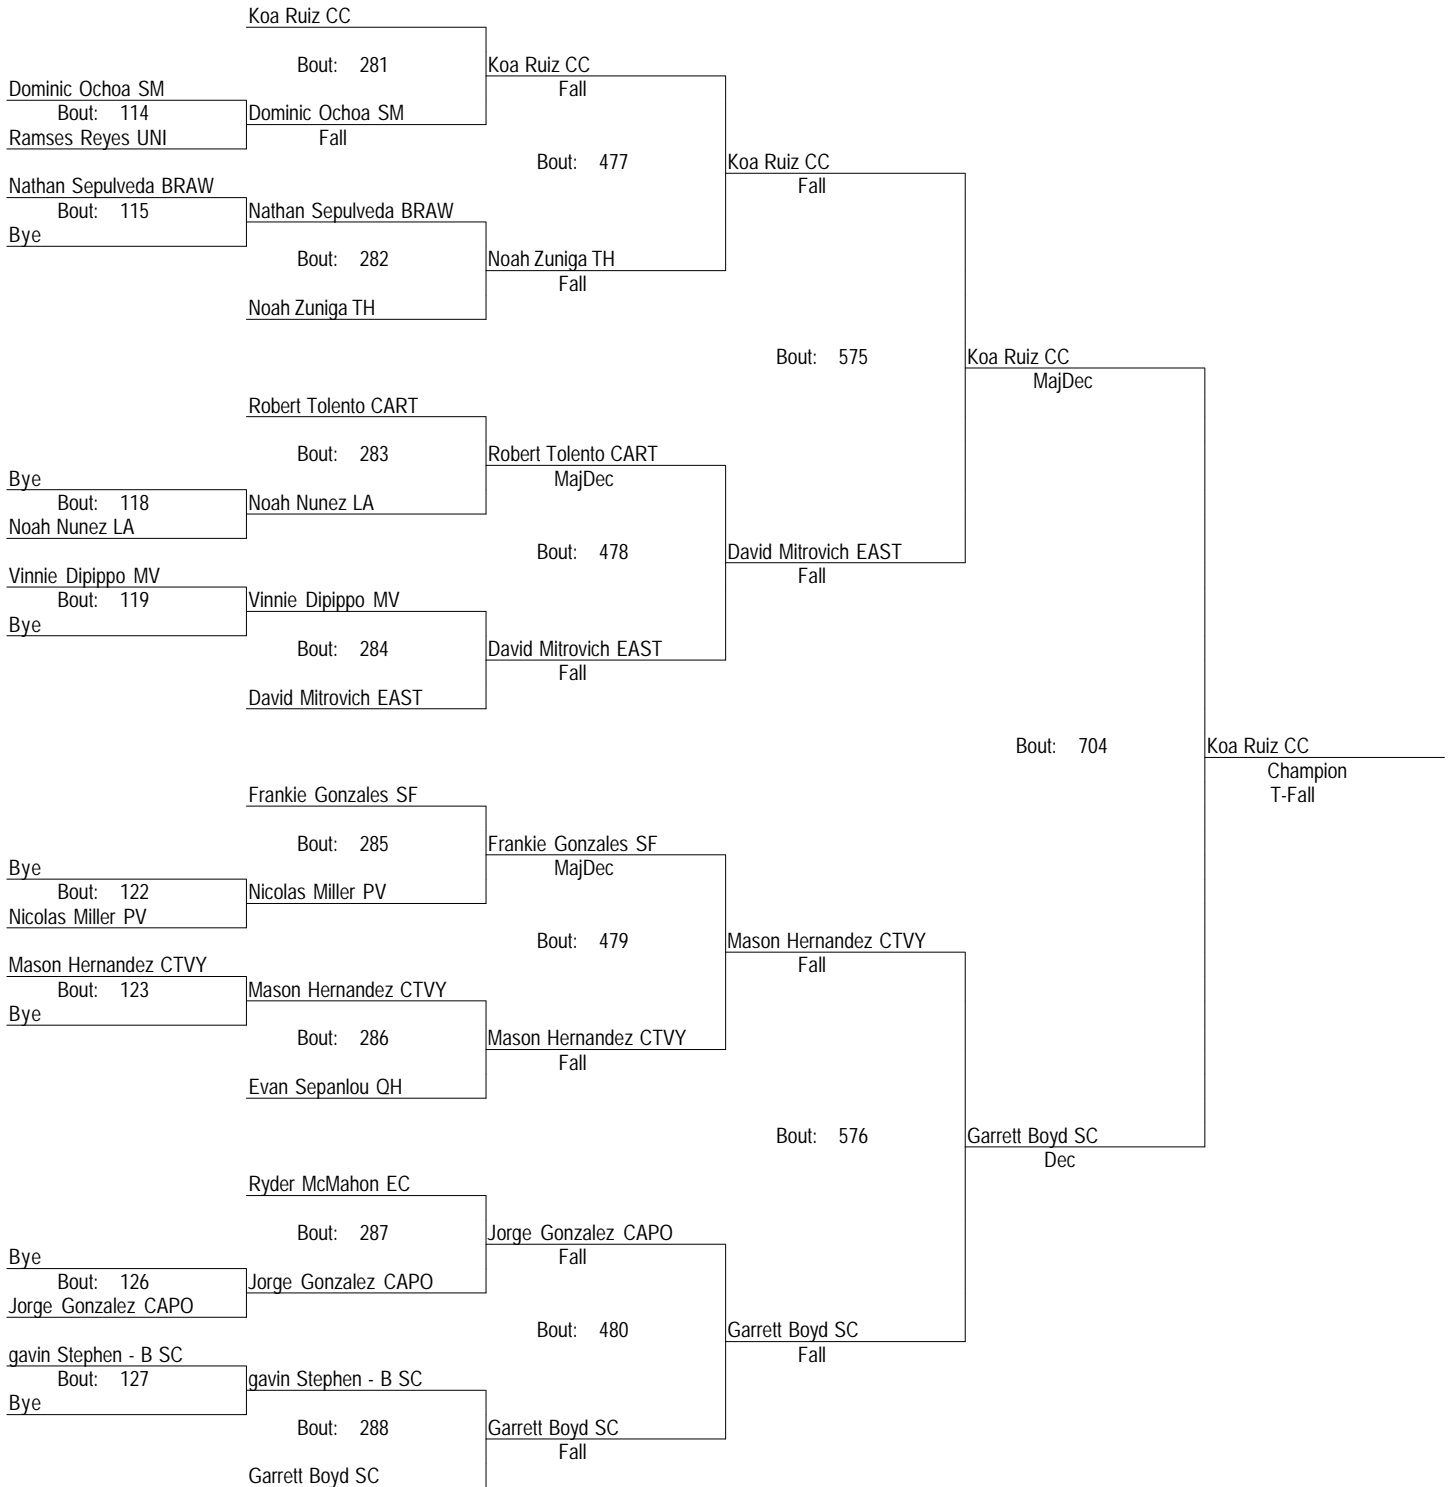 Koa Ruiz CC
Bout: 281
Koa Ruiz CC
Fall
Dominic Ochoa SM
Bout: 114
Dominic Ochoa SM
Ramses Reyes UNI
Fall
Bout: 477
Koa Ruiz CC
Fall
Nathan Sepulveda BRAW
Bout: 115
Nathan Sepulveda BRAW
Bye
Bout: 282
Noah Zuniga TH
Fall
Noah Zuniga TH
Bout: 575
Koa Ruiz CC
MajDec
Robert Tolento CART
Bout: 283
Robert Tolento CART
MajDec
Bye
Bout: 118
Noah Nunez LA
Noah Nunez LA
Bout: 478
David Mitrovich EAST
Fall
Vinnie Dipippo MV
Bout: 119
Vinnie Dipippo MV
Bye
Bout: 284
David Mitrovich EAST
Fall
David Mitrovich EAST
Bout: 704
Koa Ruiz CC
Champion
T-Fall
Frankie Gonzales SF
Bout: 285
Frankie Gonzales SF
MajDec
Bye
Bout: 122
Nicolas Miller PV
Nicolas Miller PV
Bout: 479
Mason Hernandez CTVY
Fall
Mason Hernandez CTVY
Bout: 123
Mason Hernandez CTVY
Bye
Bout: 286
Mason Hernandez CTVY
Fall
Evan Sepanlou QH
Bout: 576
Garrett Boyd SC
Dec
Ryder McMahon EC
Bout: 287
Jorge Gonzalez CAPO
Fall
Bye
Bout: 126
Jorge Gonzalez CAPO
Jorge Gonzalez CAPO
Bout: 480
Garrett Boyd SC
Fall
gavin Stephen - B SC
Bout: 127
gavin Stephen - B SC
Bye
Bout: 288
Garrett Boyd SC
Fall
Garrett Boyd SC